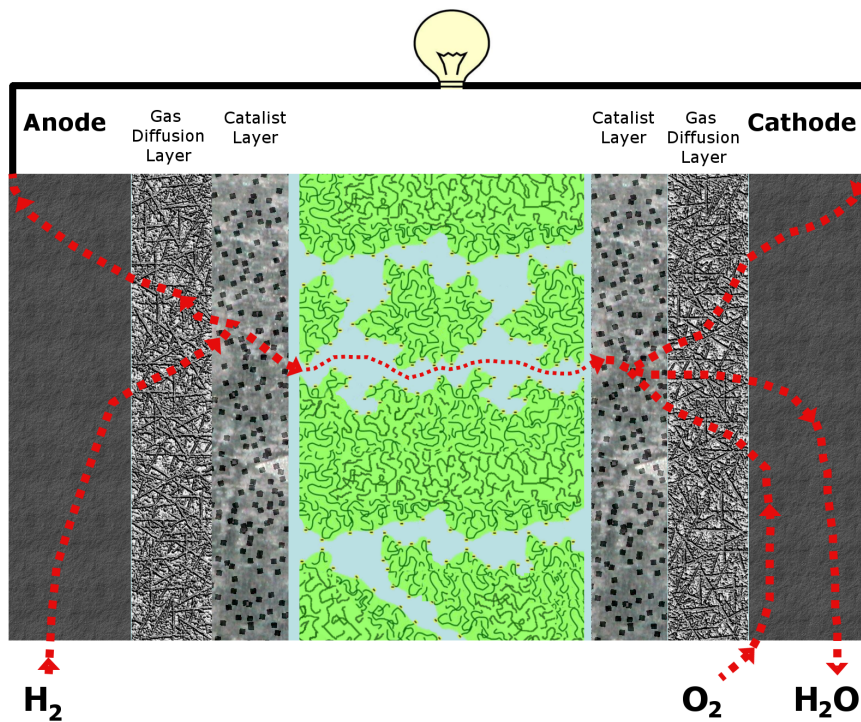 Anode
Gas
Diffusion
Layer
Catalist
Layer
Catalist
Layer
Gas
Diffusion
Layer
Cathode
H₂
O₂
H₂O